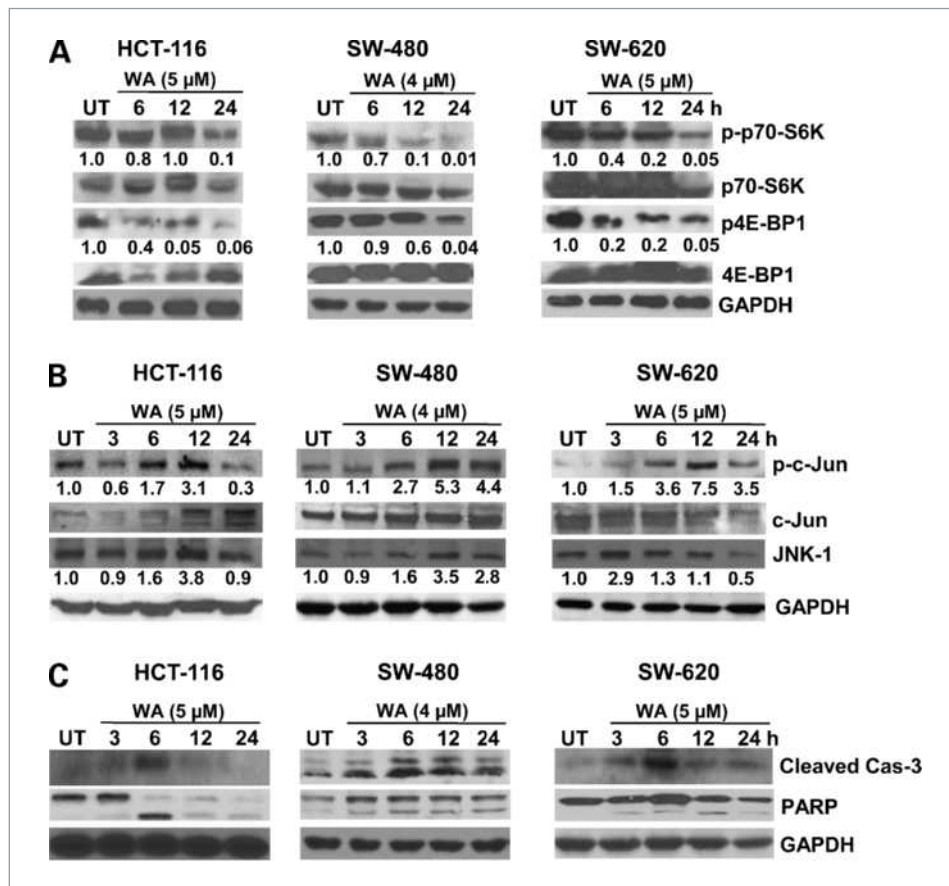 A HCT-116 SW-480 SW-620
WA (5 µM) WA (4 µM) WA (5 µM)
UT 6 12 24 UT 6 12 24 UT 6 12 24 h
p-p70-S6K
1.0 0.8 1.0 0.1 1.0 0.7 0.1 0.01 1.0 0.4 0.2 0.05
p70-S6K
p4E-BP1
1.0 0.4 0.05 0.06 1.0 0.9 0.6 0.04 1.0 0.2 0.2 0.05
4E-BP1
GAPDH
B HCT-116 SW-480 SW-620
WA (5 µM) WA (4 µM) WA (5 µM)
UT 3 6 12 24 UT 3 6 12 24 UT 3 6 12 24 h
p-c-Jun
1.0 0.6 1.7 3.1 0.3 1.0 1.1 2.7 5.3 4.4 1.0 1.5 3.6 7.5 3.5
c-Jun
JNK-1
1.0 0.9 1.6 3.8 0.9 1.0 0.9 1.6 3.5 2.8 1.0 2.9 1.3 1.1 0.5
GAPDH
C HCT-116 SW-480 SW-620
WA (5 µM) WA (4 µM) WA (5 µM)
UT 3 6 12 24 UT 3 6 12 24 UT 3 6 12 24 h
Cleaved Cas-3
PARP
GAPDH